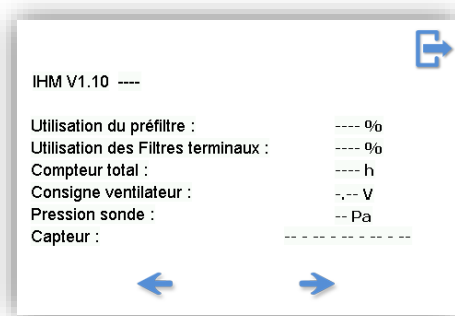 IHM V1.10 ----
Utilisation du préfiltre : ---- %
Utilisation des Filtres terminaux : ---- %
Compteur total : ---- h
Consigne ventilateur : -.-- V
Pression sonde : -- Pa
Capteur : -- - -- - -- - -- - --